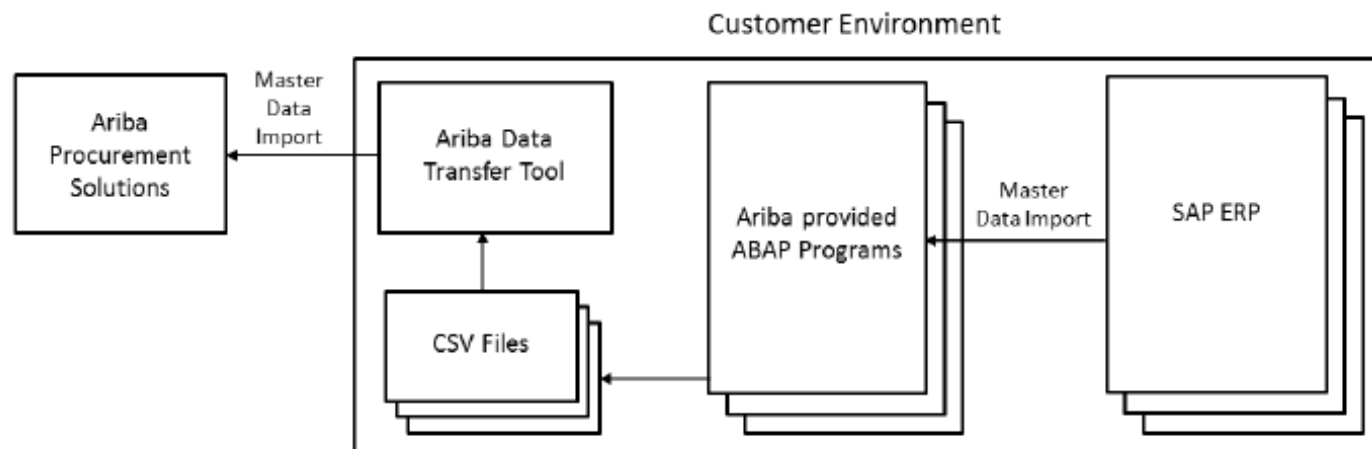 Customer Environment
Ariba
Procurement
Solutions
Master
Data
Import
Ariba Data
Transfer Tool
CSV Files
Ariba provided
ABAP Programs
Master
Data Import
SAP ERP